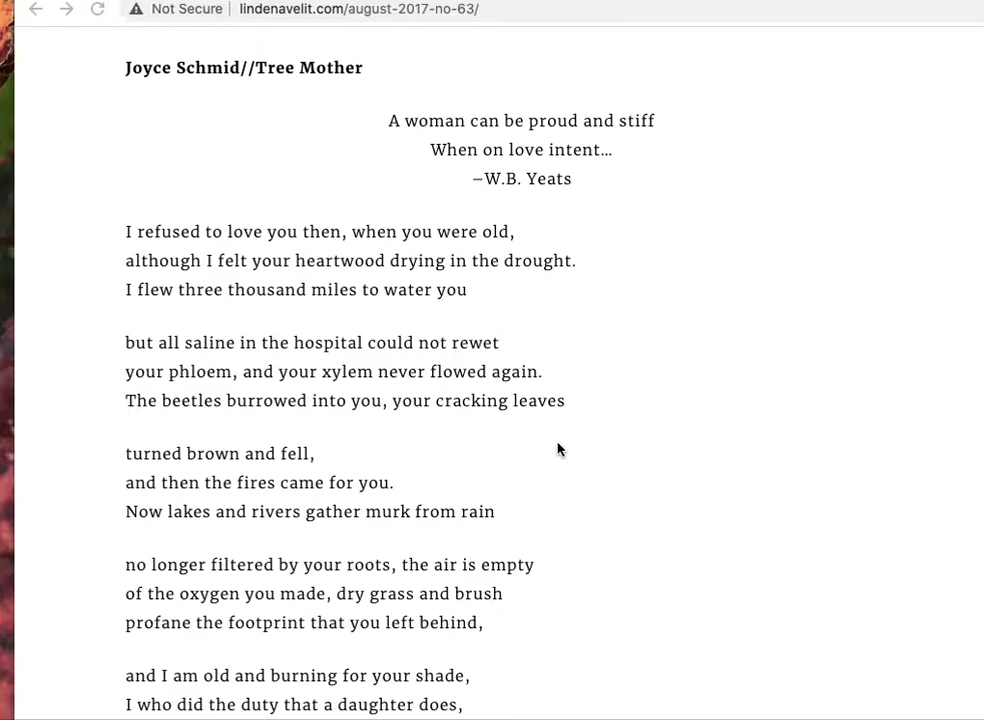 Not Secure | lindenavelit.com/august-2017-no-63/
Joyce Schmid//Tree Mother
A woman can be proud and stiff
When on love intent…
–W.B. Yeats
I refused to love you then, when you were old,
although I felt your heartwood drying in the drought.
I flew three thousand miles to water you
but all saline in the hospital could not rewet
your phloem, and your xylem never flowed again.
The beetles burrowed into you, your cracking leaves
turned brown and fell,
and then the fires came for you.
Now lakes and rivers gather murk from rain
no longer filtered by your roots, the air is empty
of the oxygen you made, dry grass and brush
profane the footprint that you left behind,
and I am old and burning for your shade,
I who did the duty that a daughter does,